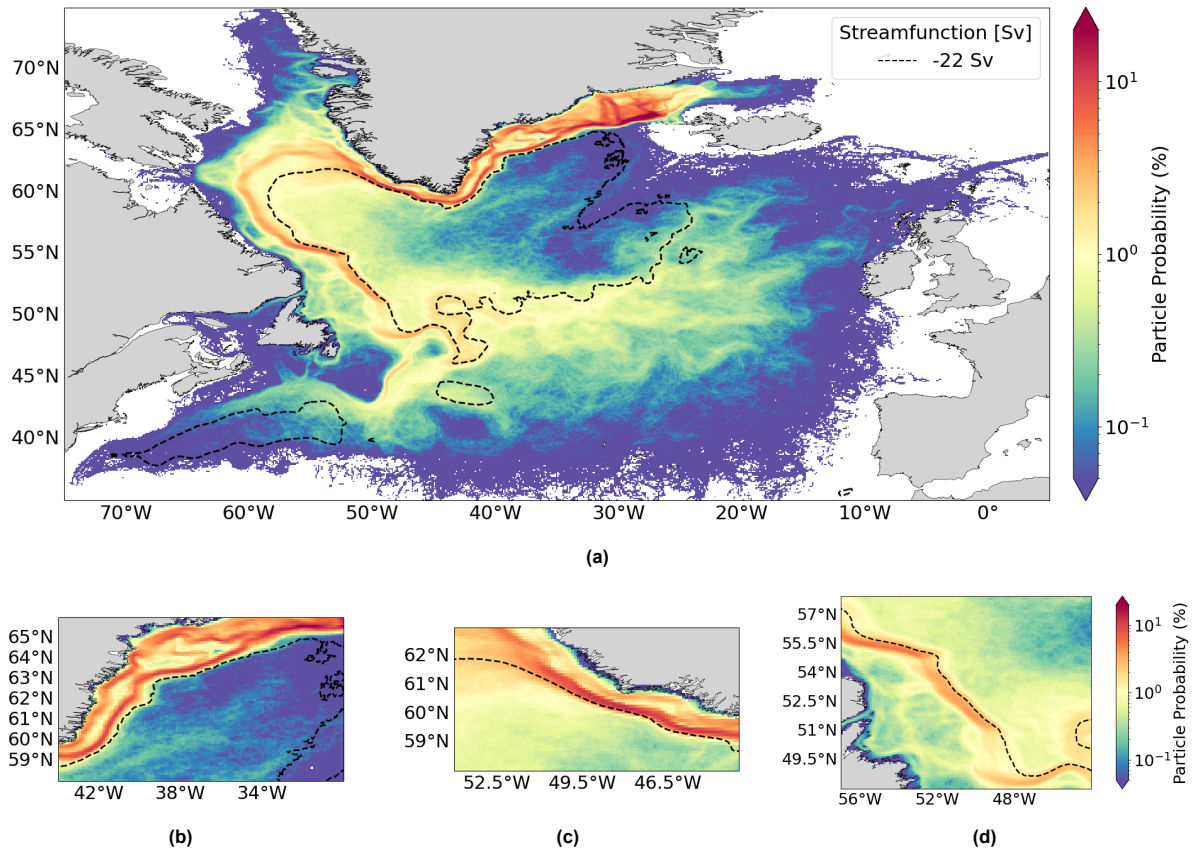 Streamfunction [Sv]
-22 Sv
70°N
65°N
60°N
55°N
50°N
45°N
40°N
70°W
60°W
50°W
40°W
30°W
20°W
10°W
0°
10¹
10⁰
10⁻¹
Particle Probability (%)
(a)
65°N
64°N
63°N
62°N
61°N
60°N
59°N
42°W
38°W
34°W
(b)
62°N
61°N
60°N
59°N
52.5°W
49.5°W
46.5°W
(c)
57°N
55.5°N
54°N
52.5°N
51°N
49.5°N
56°W
52°W
48°W
10¹
10⁰
10⁻¹
Particle Probability (%)
(d)